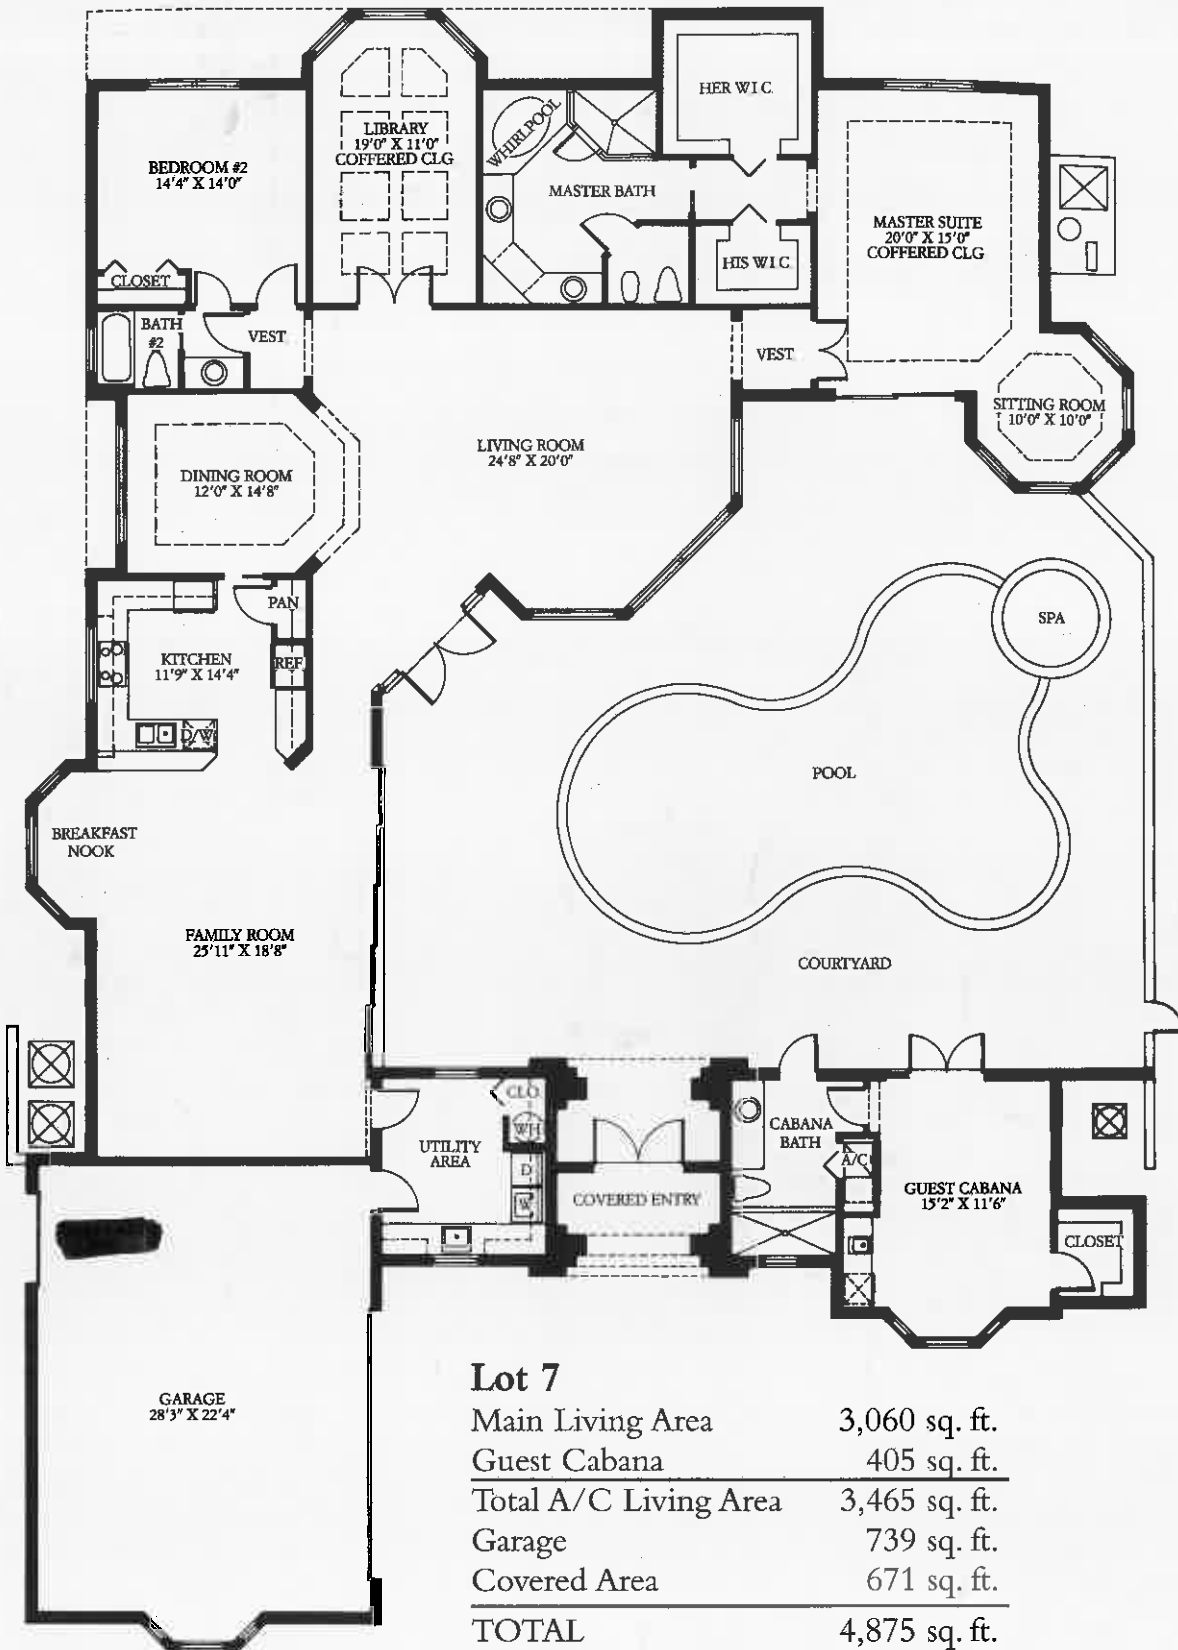 HER W I C
LIBRARY
19'0" X 11'0"
COFFERED CLG
WHIRLPOOL
BEDROOM #2
14'4" X 14'0"
MASTER BATH
MASTER SUITE
20'0" X 15'0"
COFFERED CLG
HIS W I C
CLOSET
BATH
#2
VEST
VEST
SITTING ROOM
10'0" X 10'0"
LIVING ROOM
24'8" X 20'0"
DINING ROOM
12'0" X 14'8"
PAN
SPA
KITCHEN
11'9" X 14'4"
REF
D/W
POOL
BREAKFAST
NOOK
FAMILY ROOM
25'11" X 18'8"
COURTYARD
CLO
WH
UTILITY
AREA
D
W
COVERED ENTRY
CABANA
BATH
A/C
GUEST CABANA
15'2" X 11'6"
CLOSET
GARAGE
28'3" X 22'4"
Lot 7
Main Living Area 3,060 sq. ft.
Guest Cabana 405 sq. ft.
Total A/C Living Area 3,465 sq. ft.
Garage 739 sq. ft.
Covered Area 671 sq. ft.
TOTAL 4,875 sq. ft.